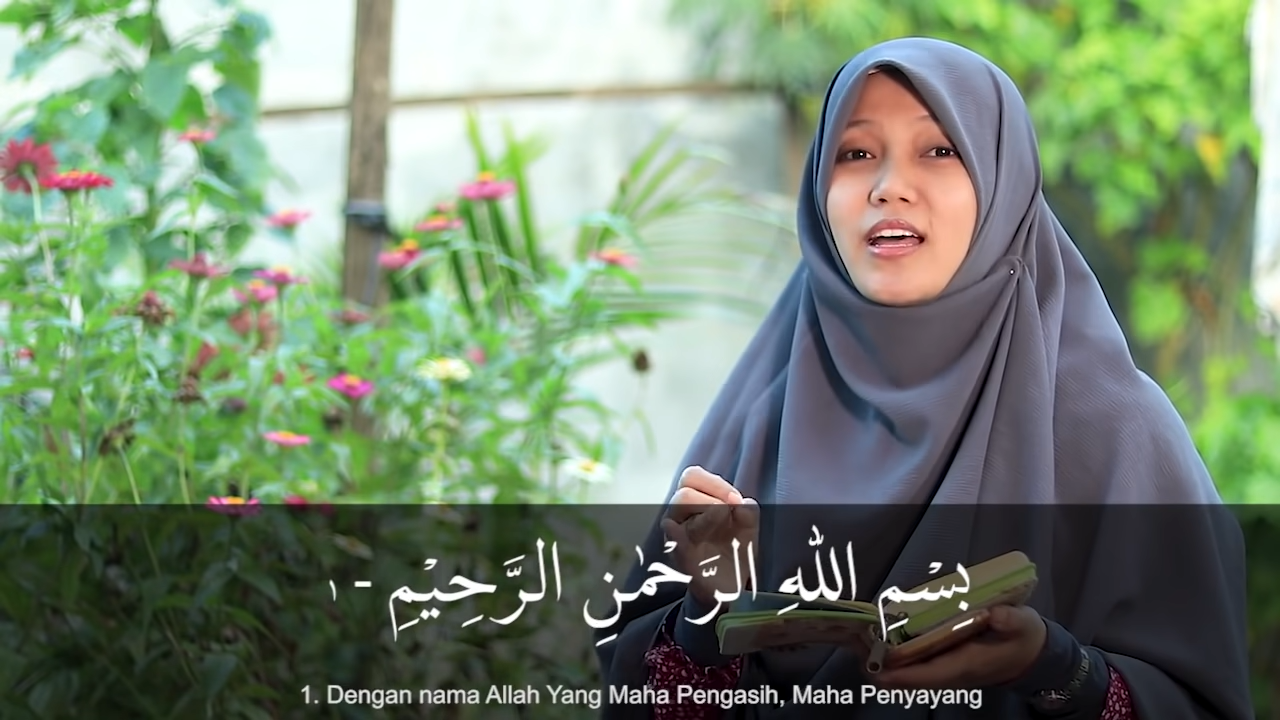 بِسْمِ اللّٰهِ الرَّحْمٰنِ الرَّحِيْمِ - ١
1. Dengan nama Allah Yang Maha Pengasih, Maha Penyayang